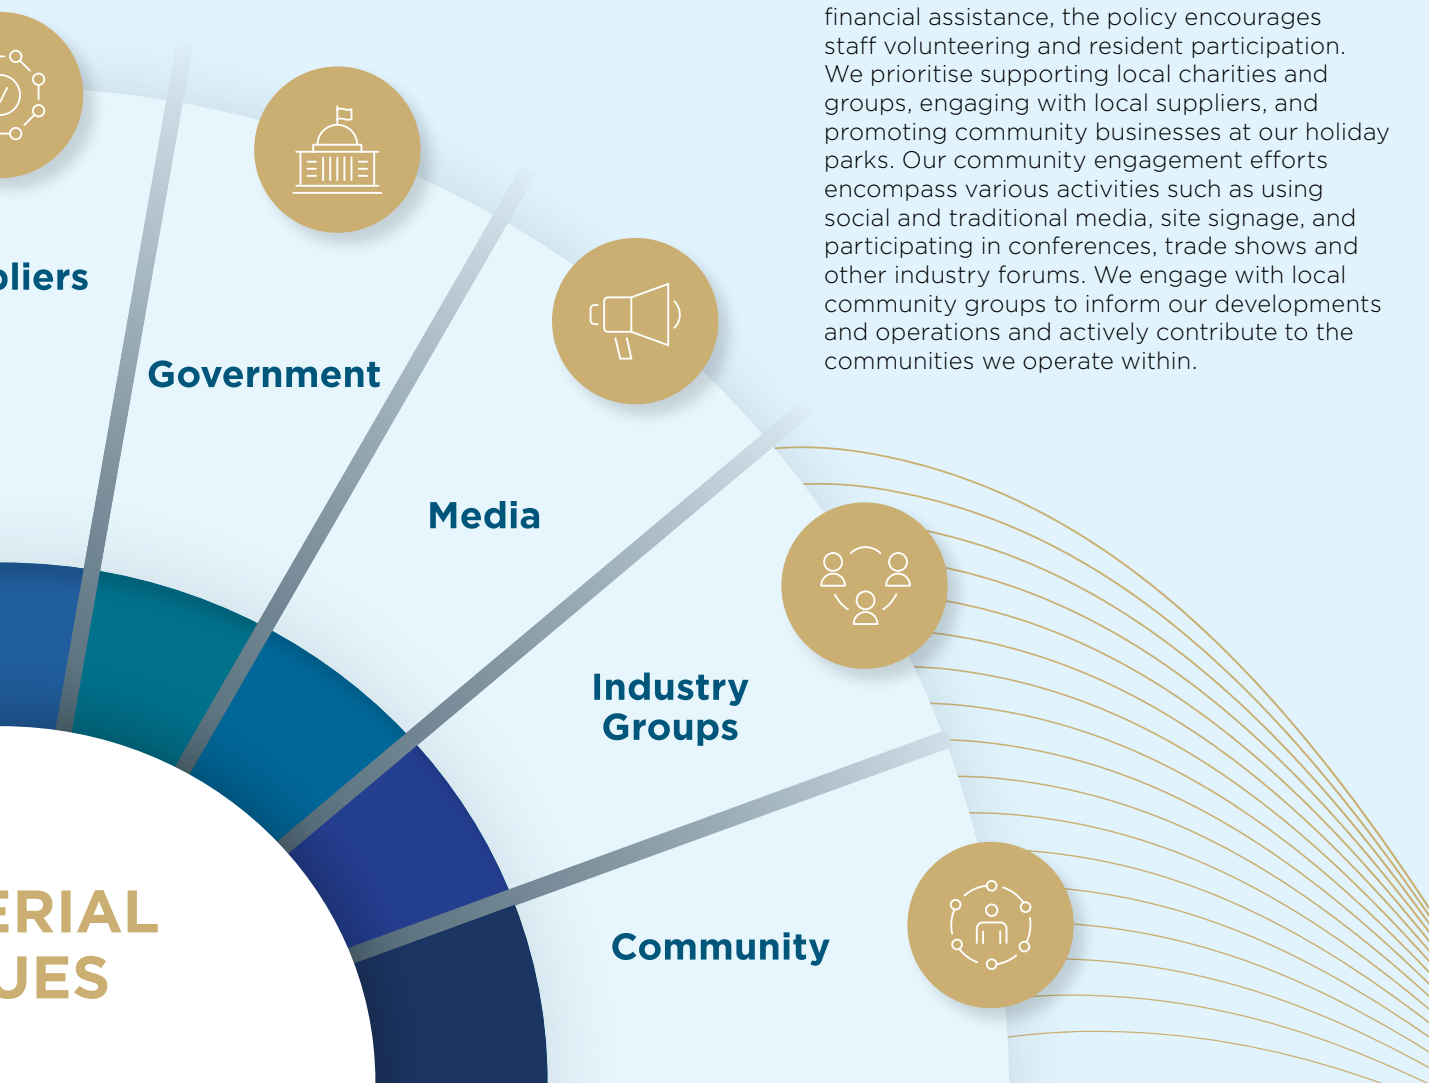 financial assistance, the policy encourages
staff volunteering and resident participation.
We prioritise supporting local charities and
groups, engaging with local suppliers, and
promoting community businesses at our holiday
parks. Our community engagement efforts
encompass various activities such as using
social and traditional media, site signage, and
participating in conferences, trade shows and
other industry forums. We engage with local
community groups to inform our developments
and operations and actively contribute to the
communities we operate within.
pliers
Government
Media
Industry
Groups
Community
ERIAL
UES